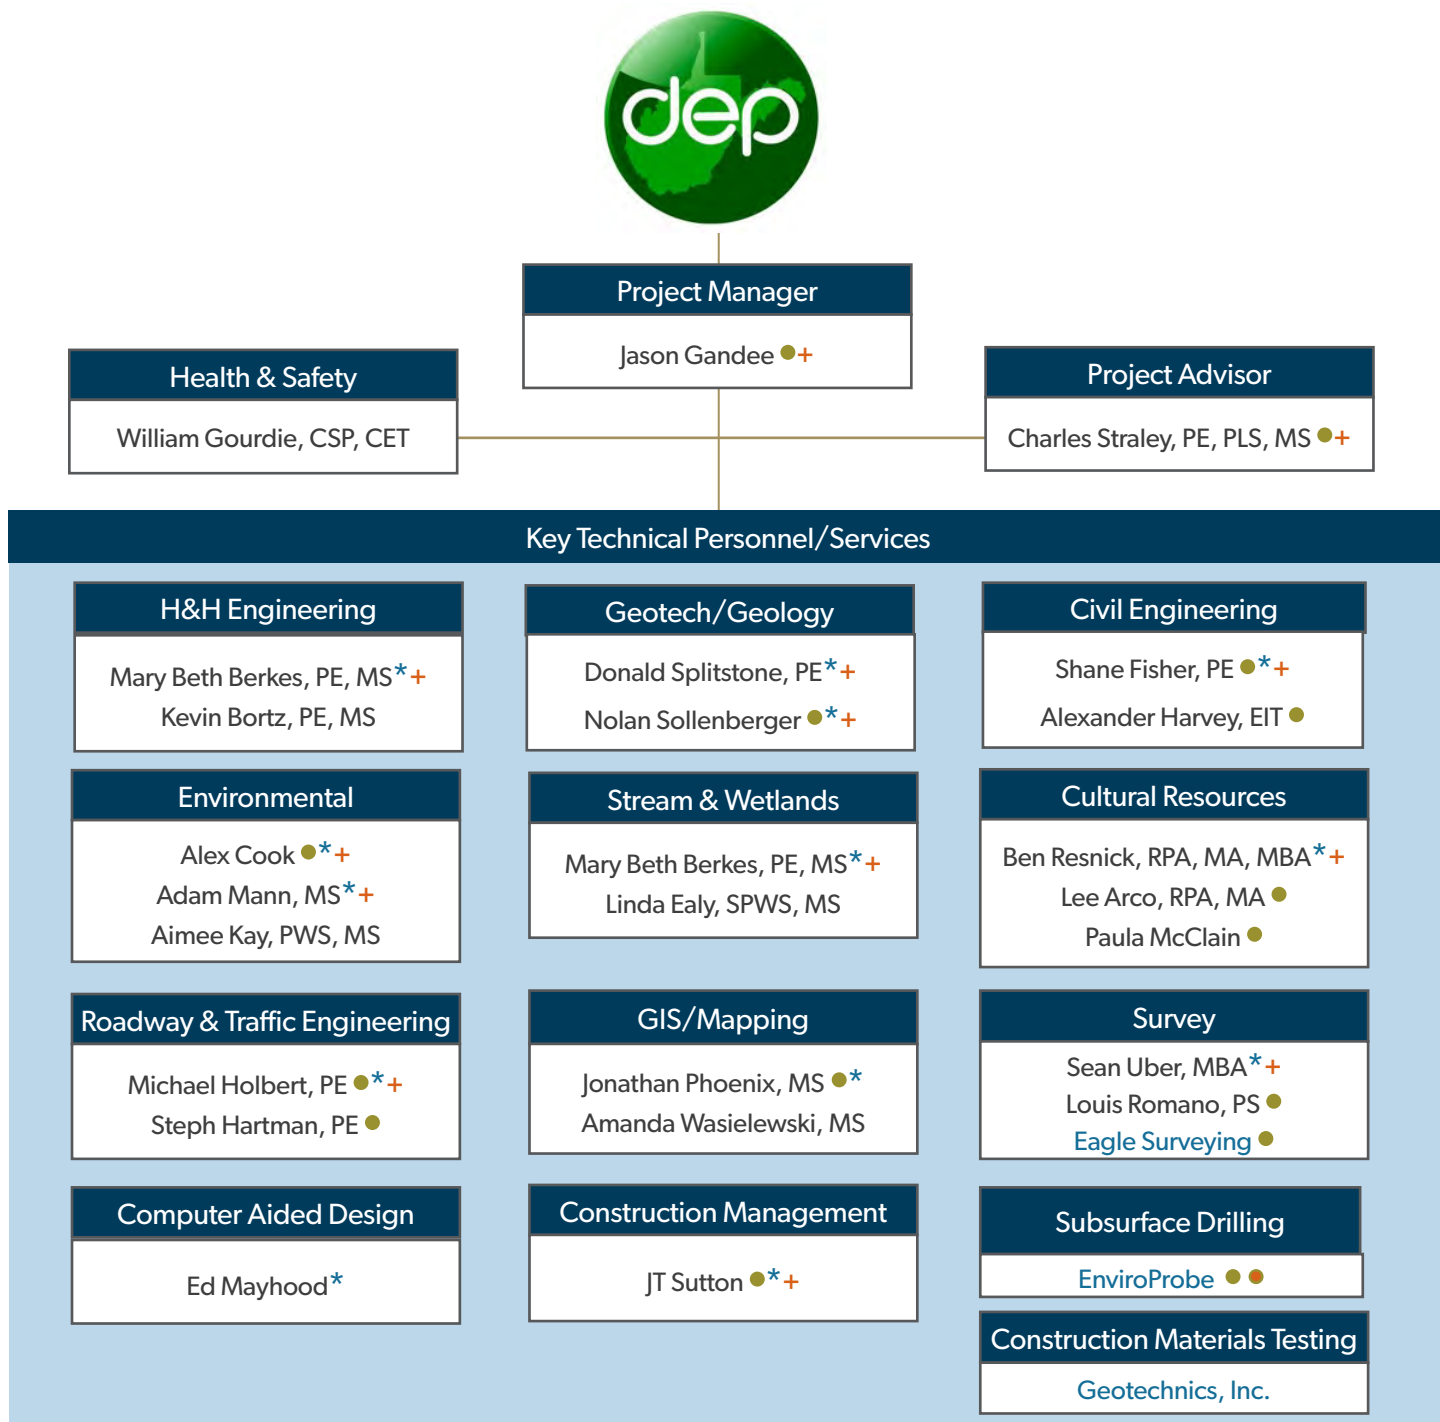 dep
Project Manager
Jason Gandee ●+
Health & Safety
William Gourdie, CSP, CET
Project Advisor
Charles Straley, PE, PLS, MS ●+
Key Technical Personnel/Services
H&H Engineering
Mary Beth Berkes, PE, MS*+
Kevin Bortz, PE, MS
Geotech/Geology
Donald Splitstone, PE*+
Nolan Sollenberger ●*+
Civil Engineering
Shane Fisher, PE ●*+
Alexander Harvey, EIT ●
Environmental
Alex Cook ●*+
Adam Mann, MS*+
Aimee Kay, PWS, MS
Stream & Wetlands
Mary Beth Berkes, PE, MS*+
Linda Ealy, SPWS, MS
Cultural Resources
Ben Resnick, RPA, MA, MBA*+
Lee Arco, RPA, MA ●
Paula McClain ●
Roadway & Traffic Engineering
Michael Holbert, PE ●*+
Steph Hartman, PE ●
GIS/Mapping
Jonathan Phoenix, MS ●*
Amanda Wasielewski, MS
Survey
Sean Uber, MBA*+
Louis Romano, PS ●
Eagle Surveying ●
Computer Aided Design
Ed Mayhood*
Construction Management
JT Sutton ●*+
Subsurface Drilling
EnviroProbe ● ●
Construction Materials Testing
Geotechnics, Inc.